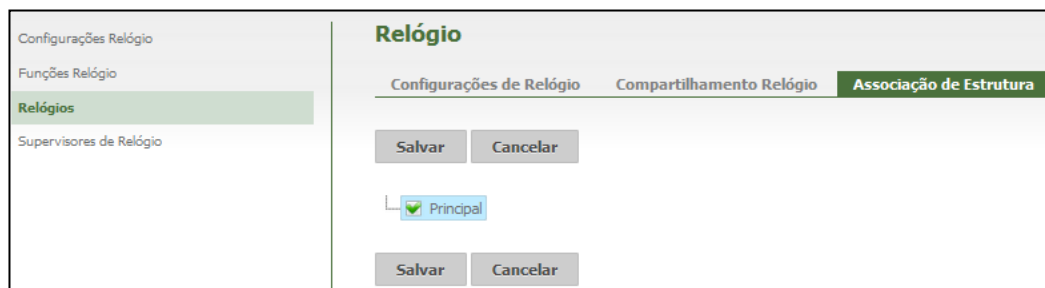 Configurações Relógio
Funções Relógio
Relógios
Supervisores de Relógio
Relógio
Configurações de Relógio Compartilhamento Relógio Associação de Estrutura
Salvar Cancelar
Principal
Salvar Cancelar